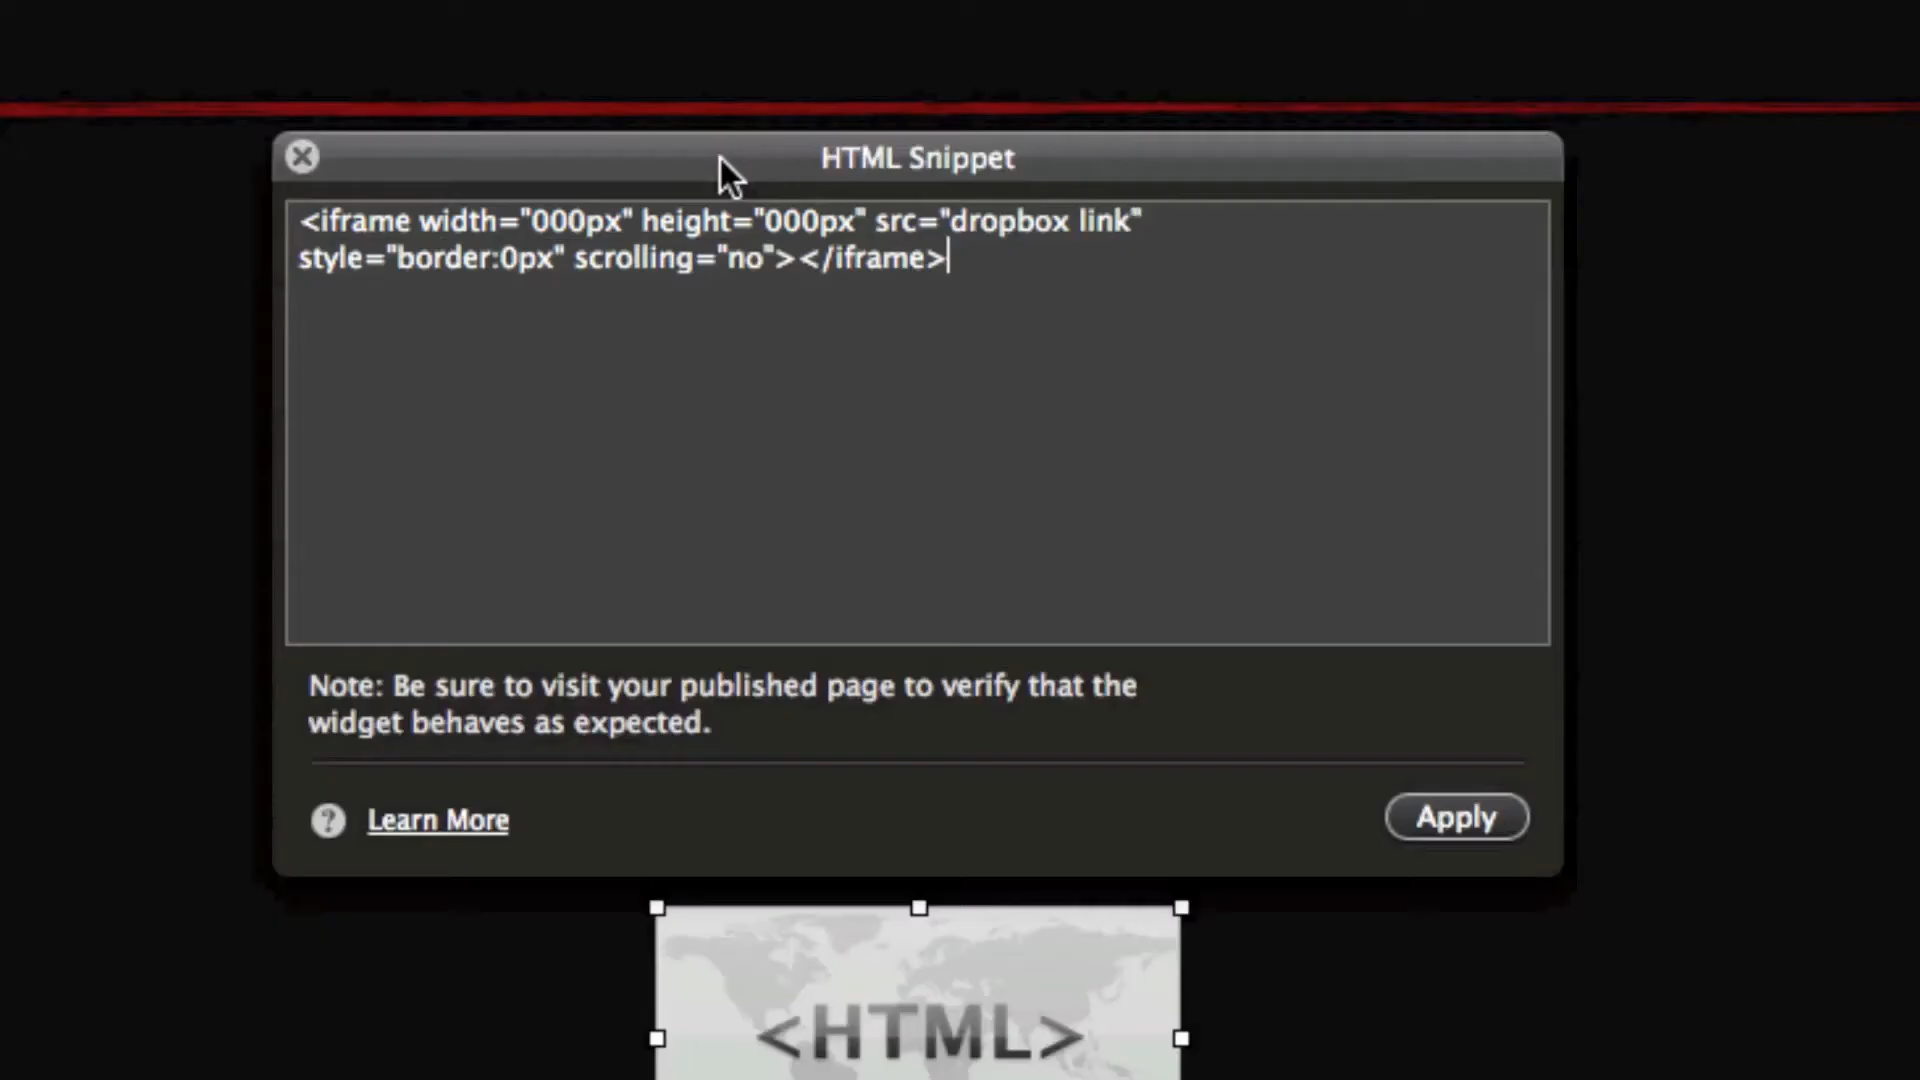 HTML Snippet
<iframe width="000px" height="000px" src="dropbox link"
style="border:0px" scrolling="no"></iframe>
Note: Be sure to visit your published page to verify that the
widget behaves as expected.
? Learn More
Apply
<HTML>